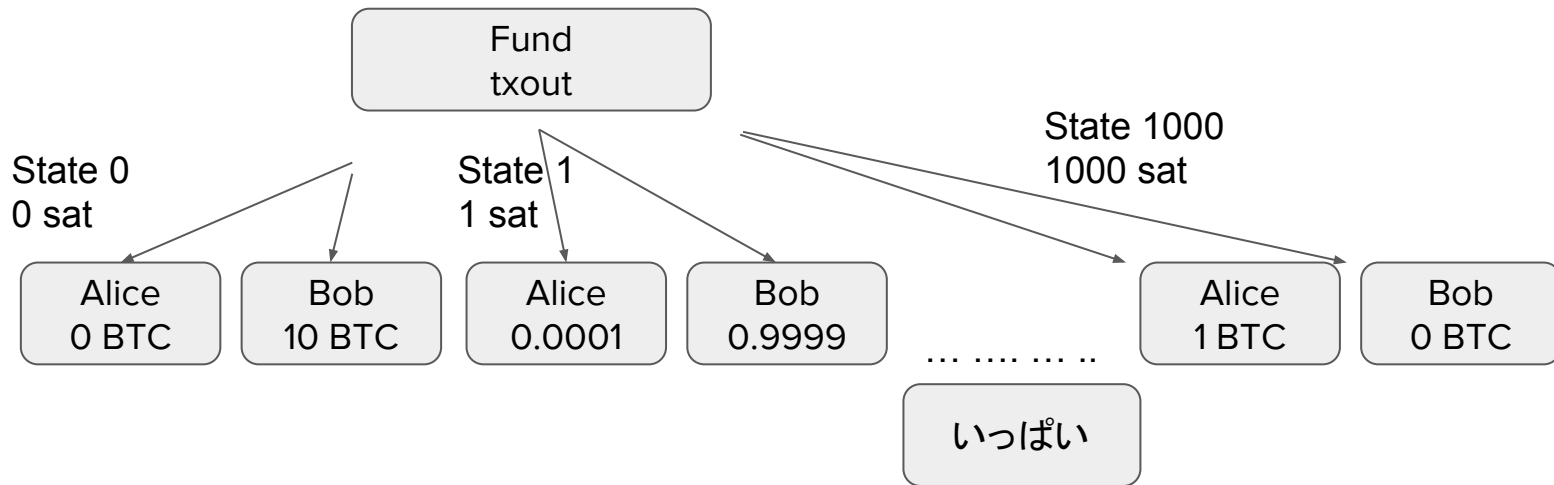 Fund
txout
State 0
0 sat
State 1
1 sat
State 1000
1000 sat
Alice
0 BTC
Bob
10 BTC
Alice
0.0001
Bob
0.9999
... .... ... ..
いっぱい
Alice
1 BTC
Bob
0 BTC